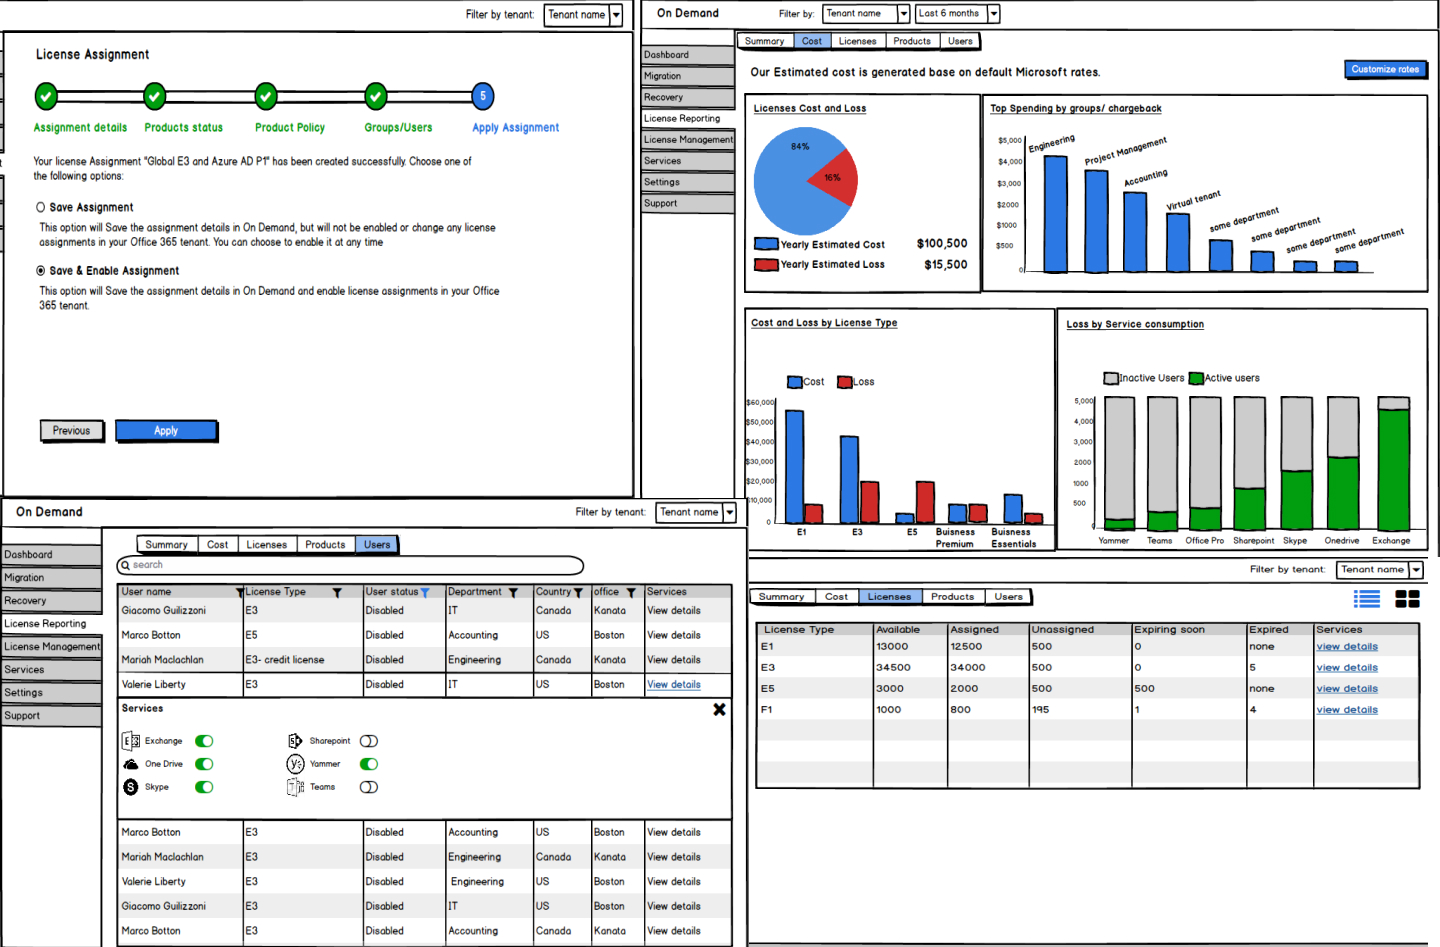 Filter by tenant: Tenant name
License Assignment
5
Assignment details Products status Product Policy Groups/Users Apply Assignment
Your license Assignment "Global E3 and Azure AD P1" has been created successfully. Choose one of
the following options:
Save Assignment
This option will Save the assignment details in On Demand, but will not be enabled or change any license
assignments in your Office 365 tenant. You can choose to enable it at any time
Save & Enable Assignment
This option will Save the assignment details in On Demand and enable license assignments in your Office
365 tenant.
Previous Apply
On Demand Filter by: Tenant name Last 6 months
Summary Cost Licenses Products Users
Dashboard
Migration
Recovery
License Reporting
License Management
Services
Settings
Support
Our Estimated cost is generated base on default Microsoft rates.
Customize rates
Licenses Cost and Loss
84%
16%
Yearly Estimated Cost $100,500
Yearly Estimated Loss $15,500
Top Spending by groups/ chargeback
$5,000
$4,000
$3,000
$2000
$1000
$500
0
Engineering
Project Management
Accounting
Virtual tenant
some department
some department
some department
some department
Cost and Loss by License Type
Cost Loss
$60,000
$50,000
$40,000
$30,000
$20,000
$10,000
0
E1 E3 E5 Buisness Buisness
Premium Essentials
Loss by Service consumption
Inactive Users Active users
5,000
4,000
3,000
2000
1000
500
0
Yammer Teams Office Pro Sharepoint Skype Onedrive Exchange
On Demand Filter by tenant: Tenant name
Summary Cost Licenses Products Users
search
Dashboard
Migration
Recovery
License Reporting
License Management
Services
Settings
Support
User name License Type User status Department Country office Services
Giacomo Guilizzoni E3 Disabled IT Canada Kanata View details
Marco Botton E5 Disabled Accounting US Boston View details
Mariah Maclachlan E3- credit license Disabled Engineering Canada Kanata View details
Valerie Liberty E3 Disabled IT US Boston View details
Services
Exchange Sharepoint
One Drive Yammer
Skype Teams
Marco Botton E3 Disabled Accounting US Boston View details
Mariah Maclachlan E3 Disabled Engineering Canada Kanata View details
Valerie Liberty E3 Disabled Engineering US Boston View details
Giacomo Guilizzoni E3 Disabled IT US Boston View details
Marco Botton E3 Disabled Accounting Canada Kanata View details
Filter by tenant: Tenant name
Summary Cost Licenses Products Users
License Type Available Assigned Unassigned Expiring soon Expired Services
E1 13000 12500 500 0 none view details
E3 34500 34000 500 0 5 view details
E5 3000 2000 500 500 none view details
F1 1000 800 195 1 4 view details